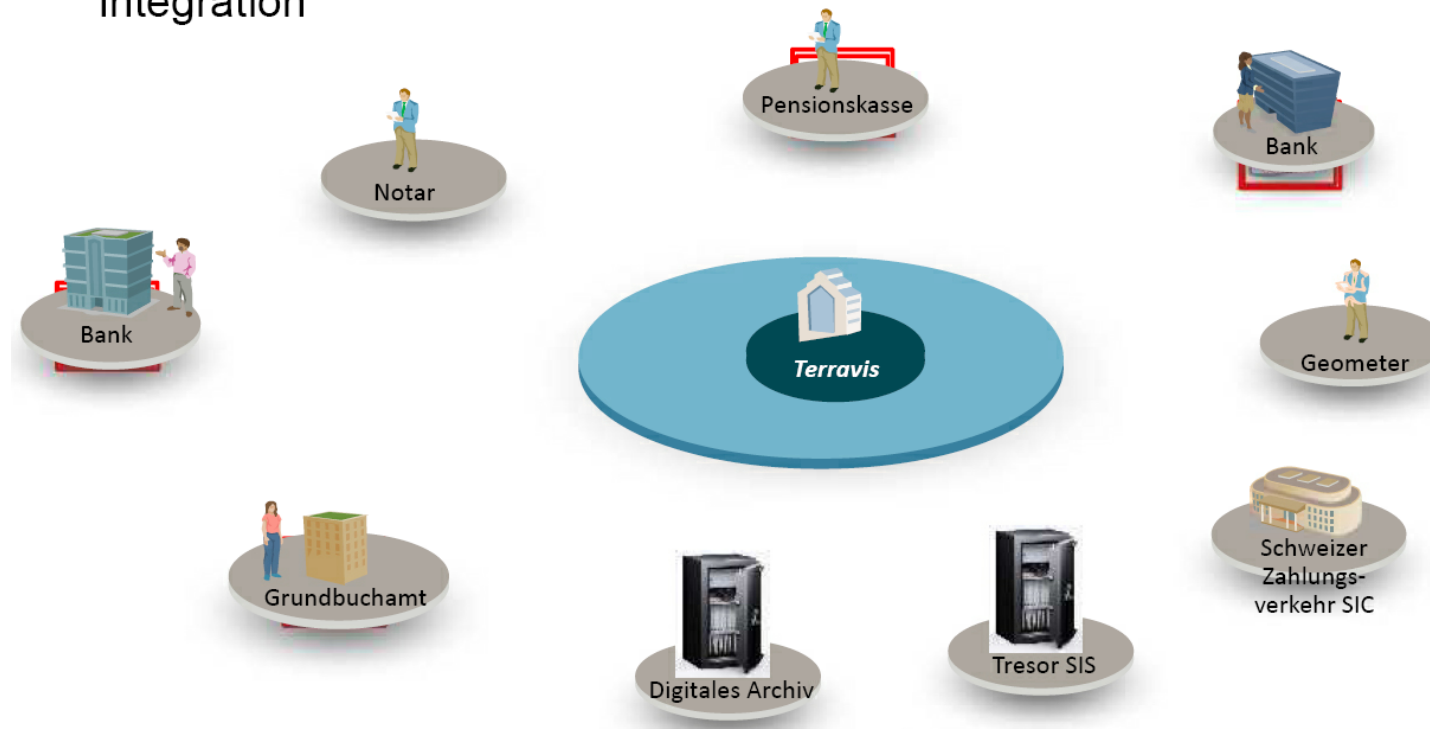 Integration
Pensionskasse
Bank
Notar
Bank
Geometer
Terravis
Schweizer
Zahlungs-
verkehr SIC
Grundbuchamt
Tresor SIS
Digitales Archiv